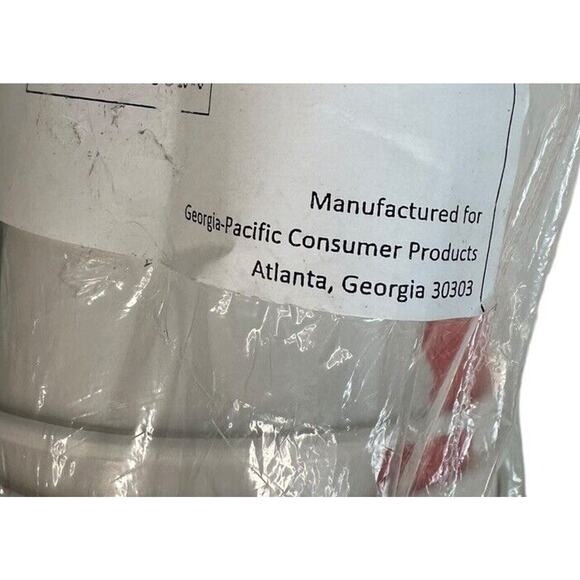 Manufactured for
Georgia-Pacific Consumer Products
Atlanta, Georgia 30303